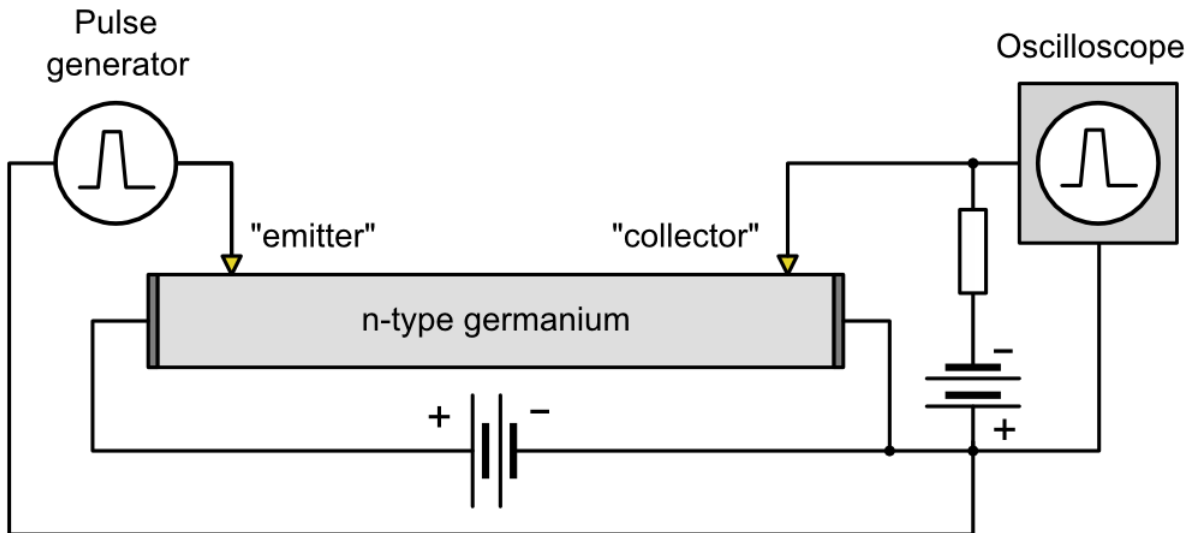 Pulse
generator
Oscilloscope
"emitter"
"collector"
n-type germanium
+
−
−
+